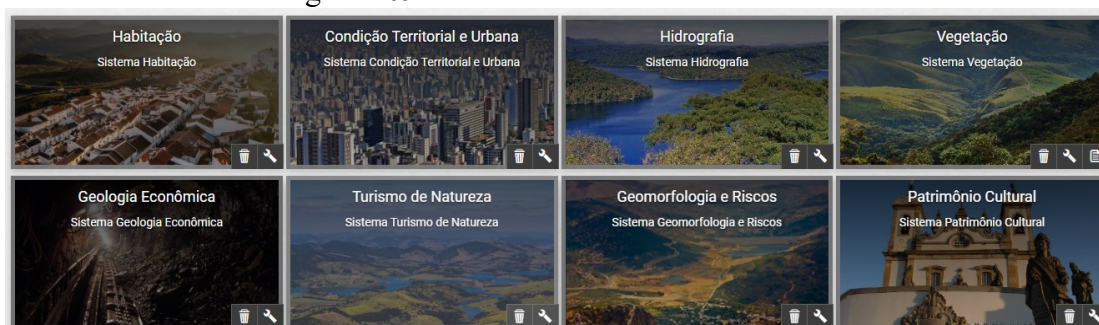 Habitação
Sistema Habitação
Condição Territorial e Urbana
Sistema Condição Territorial e Urbana
Hidrografia
Sistema Hidrografia
Vegetação
Sistema Vegetação
Geologia Econômica
Sistema Geologia Econômica
Turismo de Natureza
Sistema Turismo de Natureza
Geomorfologia e Riscos
Sistema Geomorfologia e Riscos
Patrimônio Cultural
Sistema Patrimônio Cultural